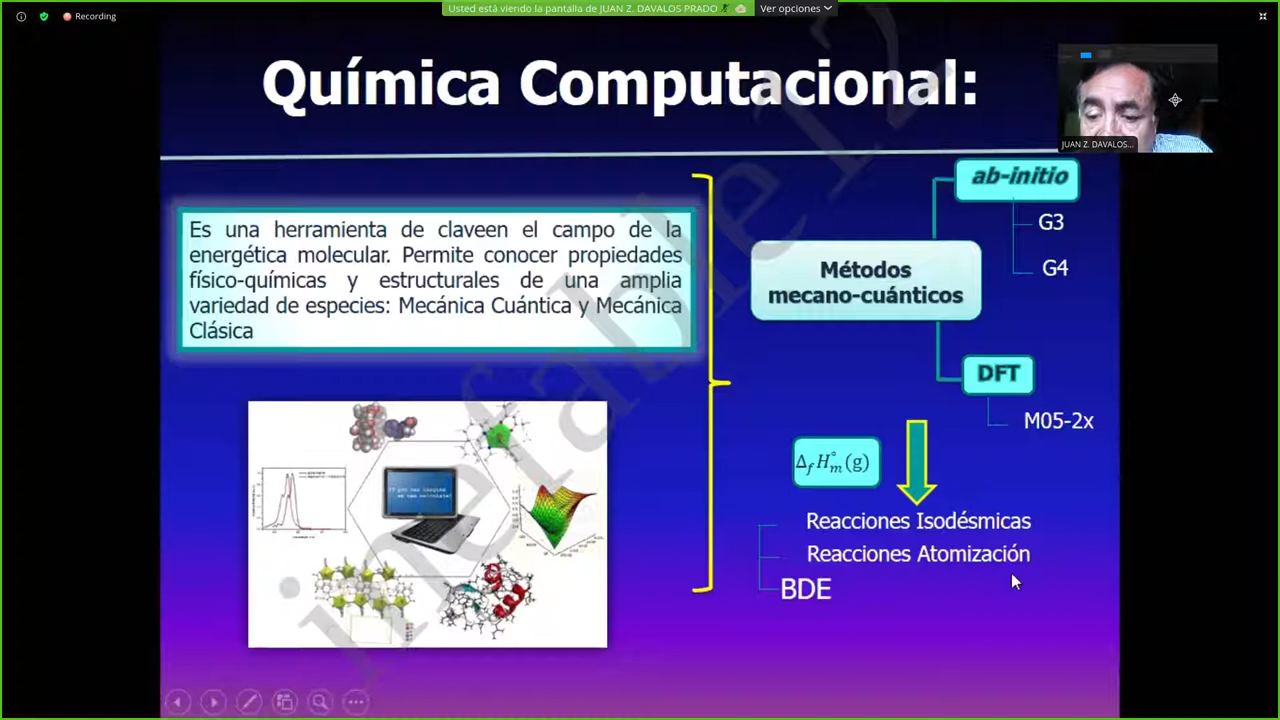 Recording
Usted está viendo la pantalla de JUAN Z. DAVALOS PRADO
Ver opciones
Química Computacional:
JUAN Z. DAVALOS...
Es una herramienta de claveen el campo de la
energética molecular. Permite conocer propiedades
físico-químicas y estructurales de una amplia
variedad de especies: Mecánica Cuántica y Mecánica
Clásica
ab-initio
G3
G4
Métodos
mecano-cuánticos
DFT
M05-2x
ΔfH°m(g)
Reacciones Isodésmicas
Reacciones Atomización
BDE
inefable12